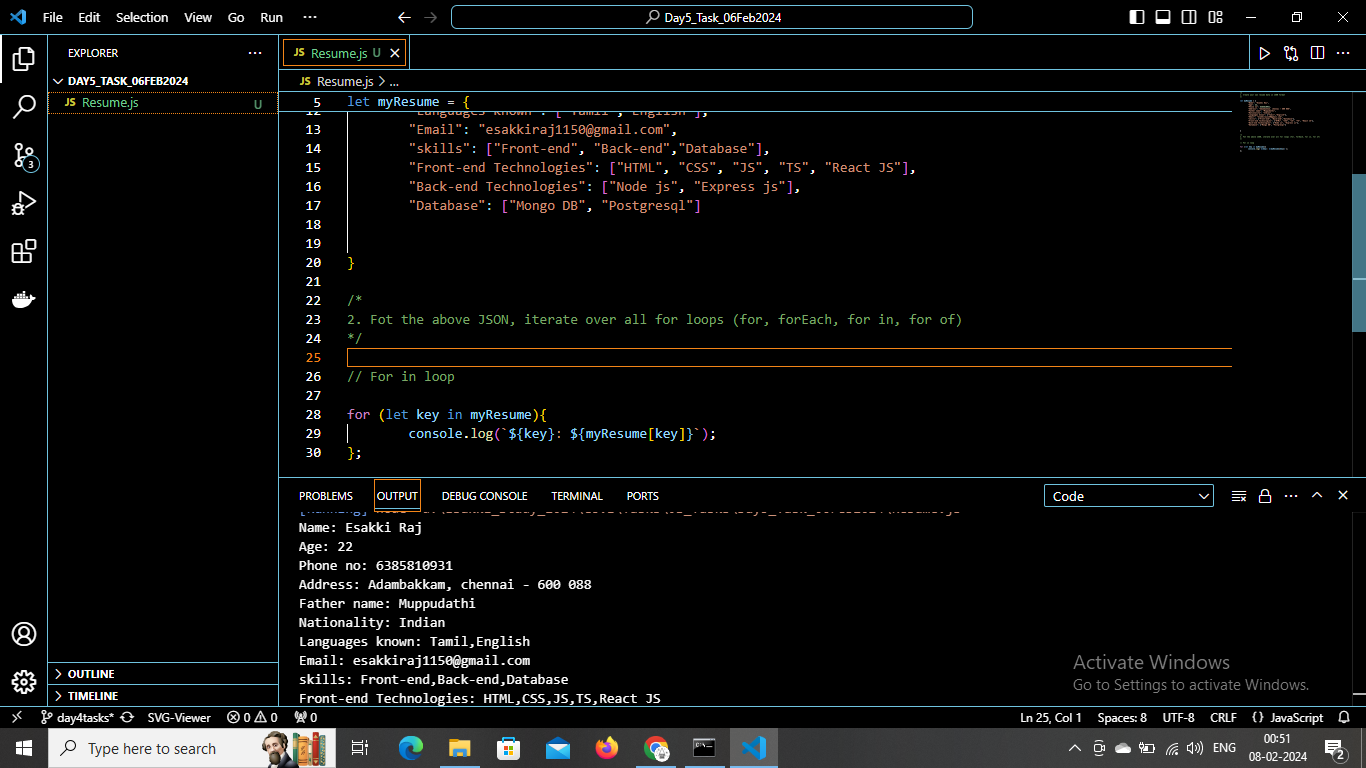 File Edit Selection View Go Run ··· Day5_Task_06Feb2024
EXPLORER ···
DAY5_TASK_06FEB2024
JS Resume.js U
OUTLINE
TIMELINE
JS Resume.js U
JS Resume.js > ...
5 let myResume = {
12 "Languages known": ["Tamil", "English"],
13 "Email": "esakkiraj1150@gmail.com",
14 "skills": ["Front-end", "Back-end","Database"],
15 "Front-end Technologies": ["HTML", "CSS", "JS", "TS", "React JS"],
16 "Back-end Technologies": ["Node js", "Express js"],
17 "Database": ["Mongo DB", "Postgresql"]
18
19
20 }
21
22 /*
23 2. Fot the above JSON, iterate over all for loops (for, forEach, for in, for of)
24 */
25
26 // For in loop
27
28 for (let key in myResume){
29 console.log(`${key}: ${myResume[key]}`);
30 };
PROBLEMS OUTPUT DEBUG CONSOLE TERMINAL PORTS Code
[Running]
Name: Esakki Raj
Age: 22
Phone no: 6385810931
Address: Adambakkam, chennai - 600 088
Father name: Muppudathi
Nationality: Indian
Languages known: Tamil,English
Email: esakkiraj1150@gmail.com
skills: Front-end,Back-end,Database
Front-end Technologies: HTML,CSS,JS,TS,React JS
Activate Windows
Go to Settings to activate Windows.
3
day4tasks* SVG-Viewer 0 0 0 Ln 25, Col 1 Spaces: 8 UTF-8 CRLF {} JavaScript
Type here to search ENG 00:51
08-02-2024 2